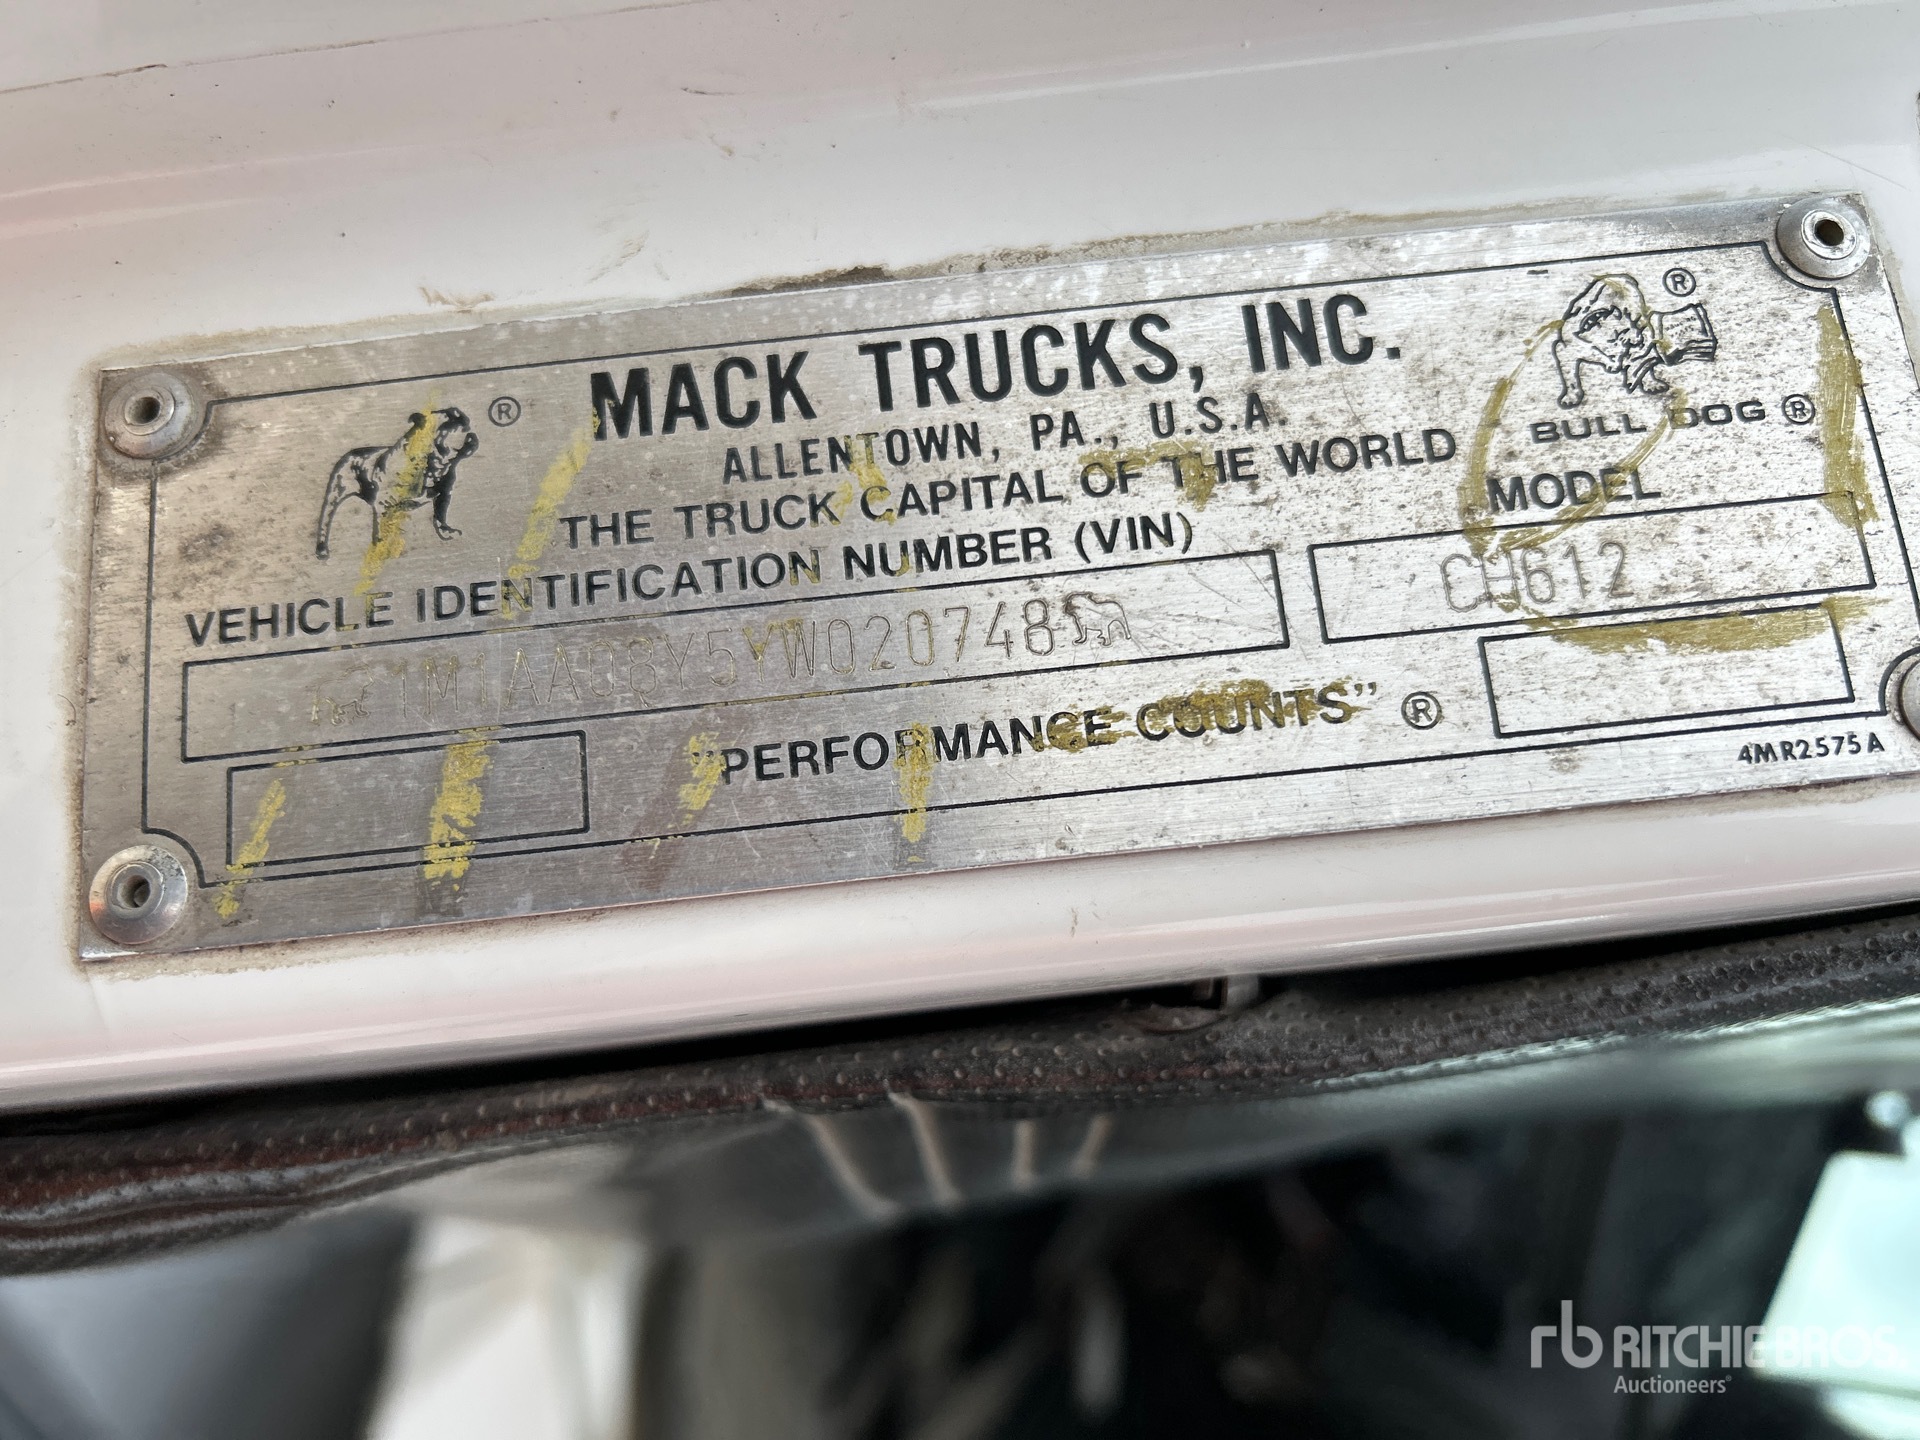 MACK TRUCKS, INC.
ALLENTOWN, PA., U.S.A.
THE TRUCK CAPITAL OF THE WORLD
®
®
BULL DOG ®
VEHICLE IDENTIFICATION NUMBER (VIN)
1M1AA08Y5YW020748
MODEL
CH612
"PERFORMANCE COUNTS" ®
4MR2575A
rb RITCHIE BROS.
Auctioneers®